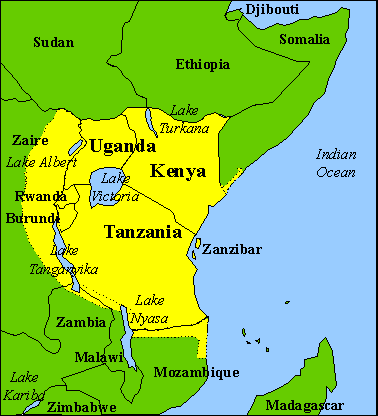 Djibouti
Sudan
Somalia
Ethiopia
Lake
Turkana
Zaire
Uganda
Lake Albert
Kenya
Indian
Ocean
Lake
Victoria
Rwanda
Burundi
Tanzania
Zanzibar
Lake
Tanganyika
Lake
Nyasa
Zambia
Malawi
Mozambique
Lake
Kariba
Zimbabwe
Madagascar